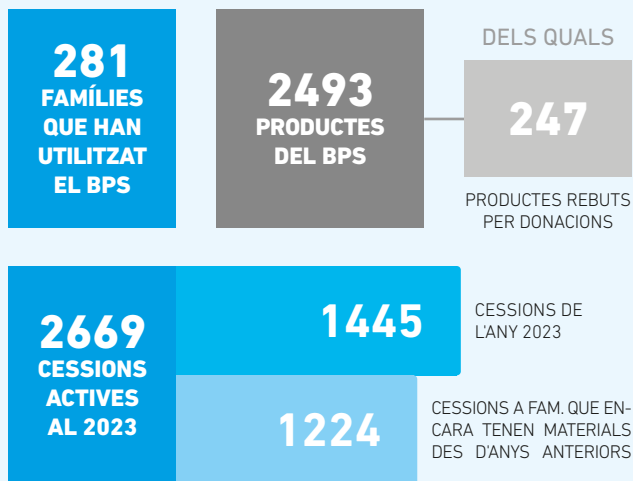 281
FAMÍLIES
QUE HAN
UTILITZAT
EL BPS
2493
PRODUCTES
DEL BPS
DELS QUALS
247
PRODUCTES REBUTS
PER DONACIONS
2669
CESSIONS
ACTIVES
AL 2023
1445
CESSIONS DE
L'ANY 2023
1224
CESSIONS A FAM. QUE EN-
CARA TENEN MATERIALS
DES D'ANYS ANTERIORS